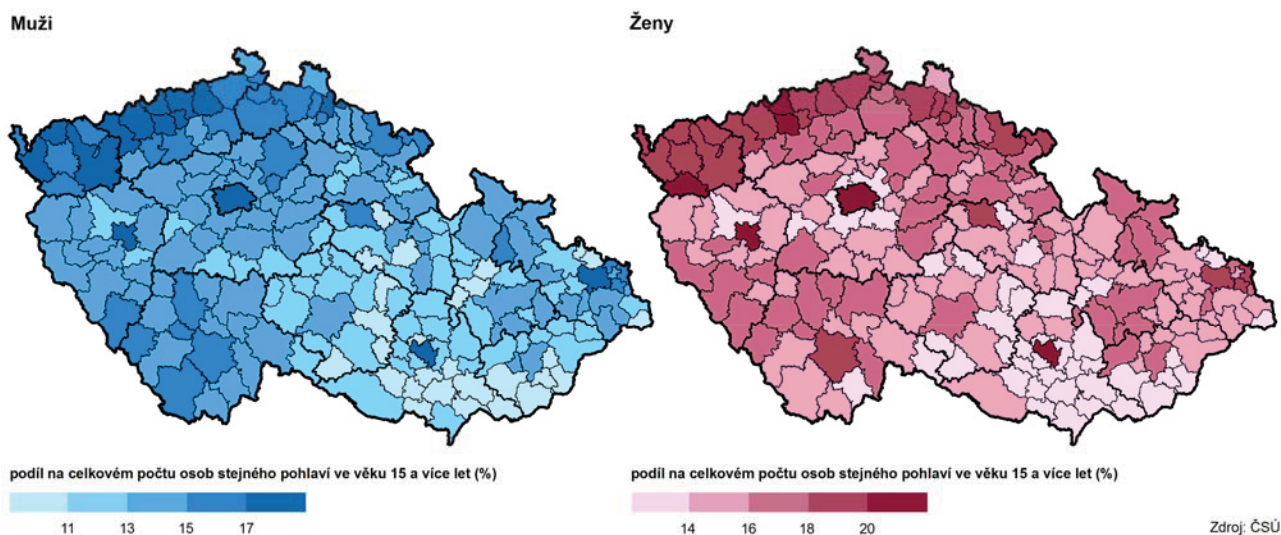 Muži
Ženy
podíl na celkovém počtu osob stejného pohlaví ve věku 15 a více let (%)
11 13 15 17
podíl na celkovém počtu osob stejného pohlaví ve věku 15 a více let (%)
14 16 18 20
Zdroj: ČSÚ